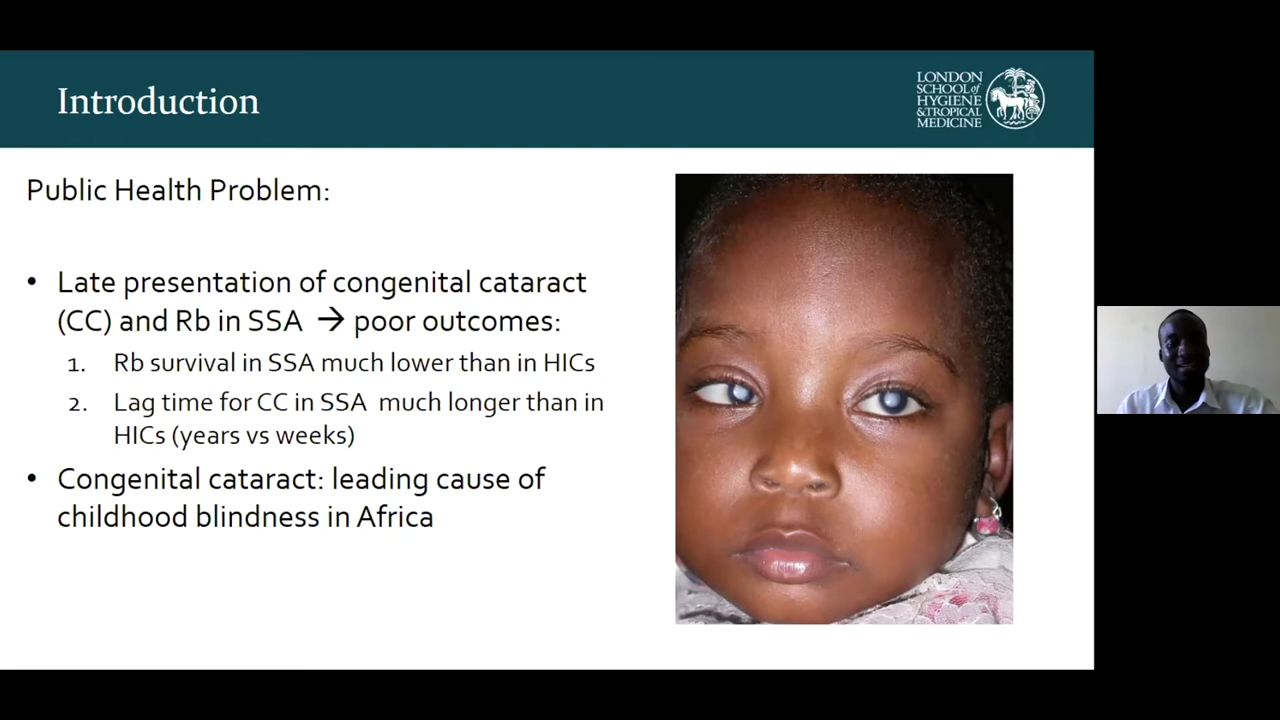 Introduction
LONDON
SCHOOL of
HYGIENE
& TROPICAL
MEDICINE
Public Health Problem:
• Late presentation of congenital cataract
(CC) and Rb in SSA → poor outcomes:
1. Rb survival in SSA much lower than in HICs
2. Lag time for CC in SSA much longer than in
HICs (years vs weeks)
• Congenital cataract: leading cause of
childhood blindness in Africa